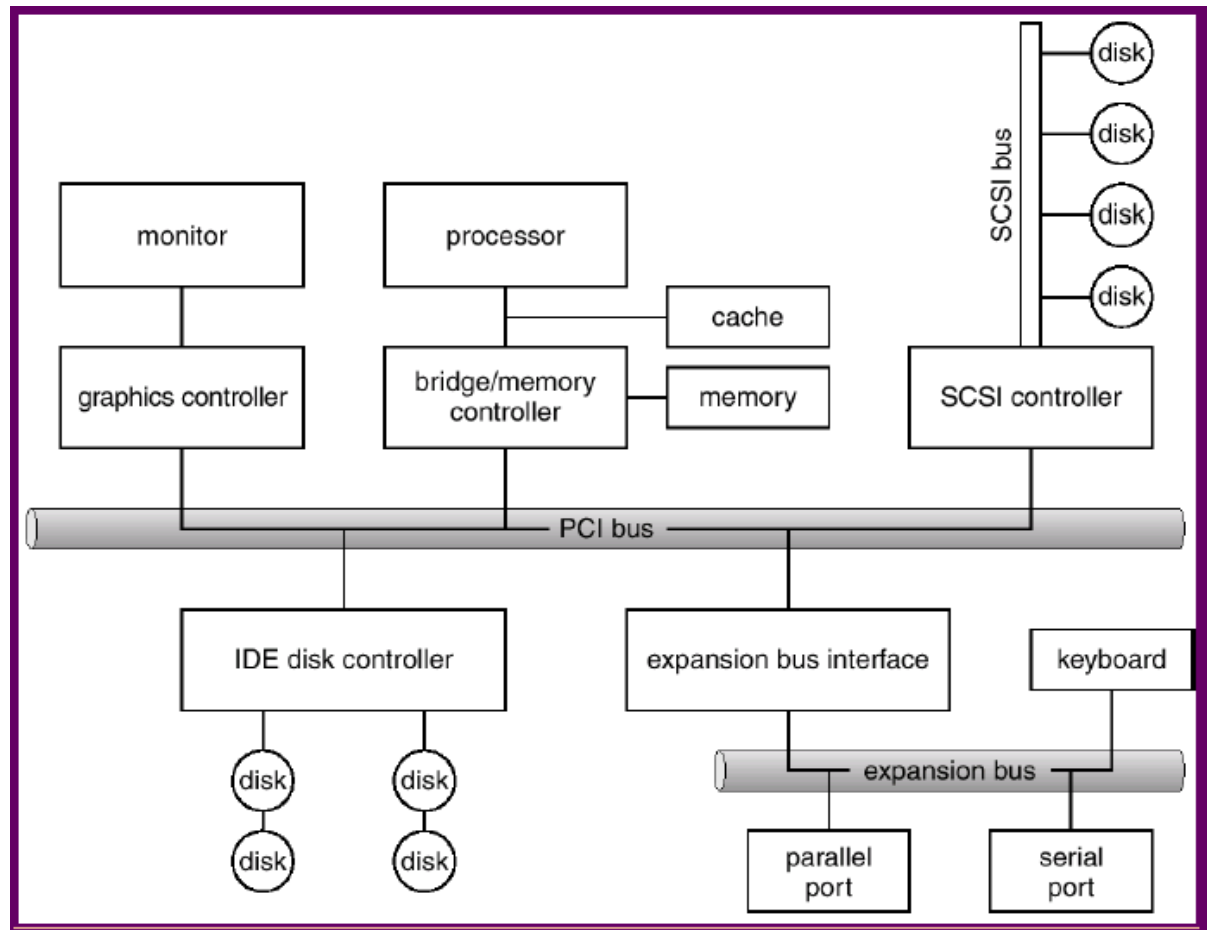 disk
disk
disk
disk
SCSI bus
monitor
processor
cache
graphics controller
bridge/memory
controller
memory
SCSI controller
PCI bus
IDE disk controller
expansion bus interface
keyboard
disk
disk
expansion bus
disk
disk
parallel
port
serial
port